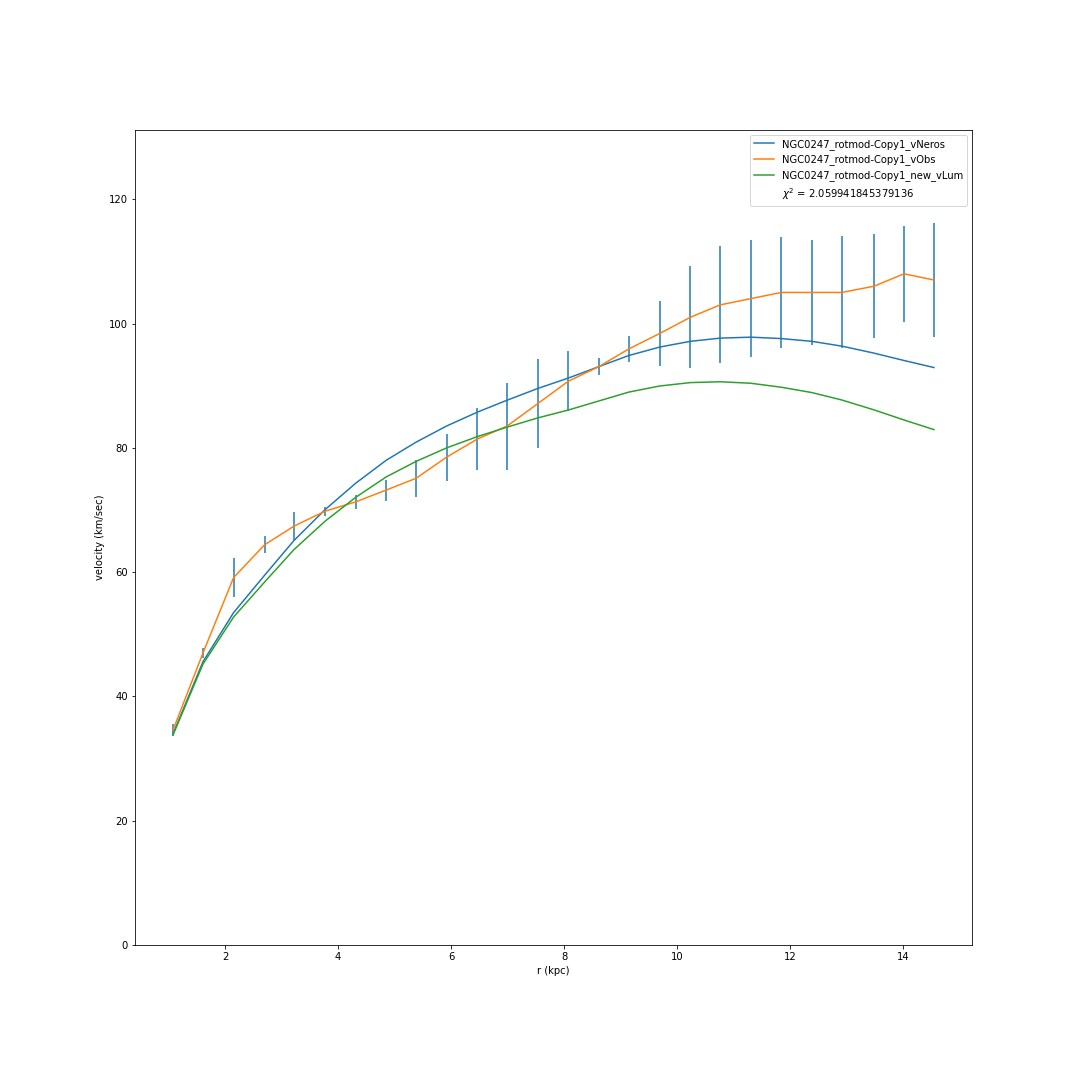 NGC0247_rotmod-Copy1_vNeros
NGC0247_rotmod-Copy1_vObs
NGC0247_rotmod-Copy1_new_vLum
χ² = 2.059941845379136
120
100
80
60
40
20
0
velocity (km/sec)
2 4 6 8 10 12 14
r (kpc)